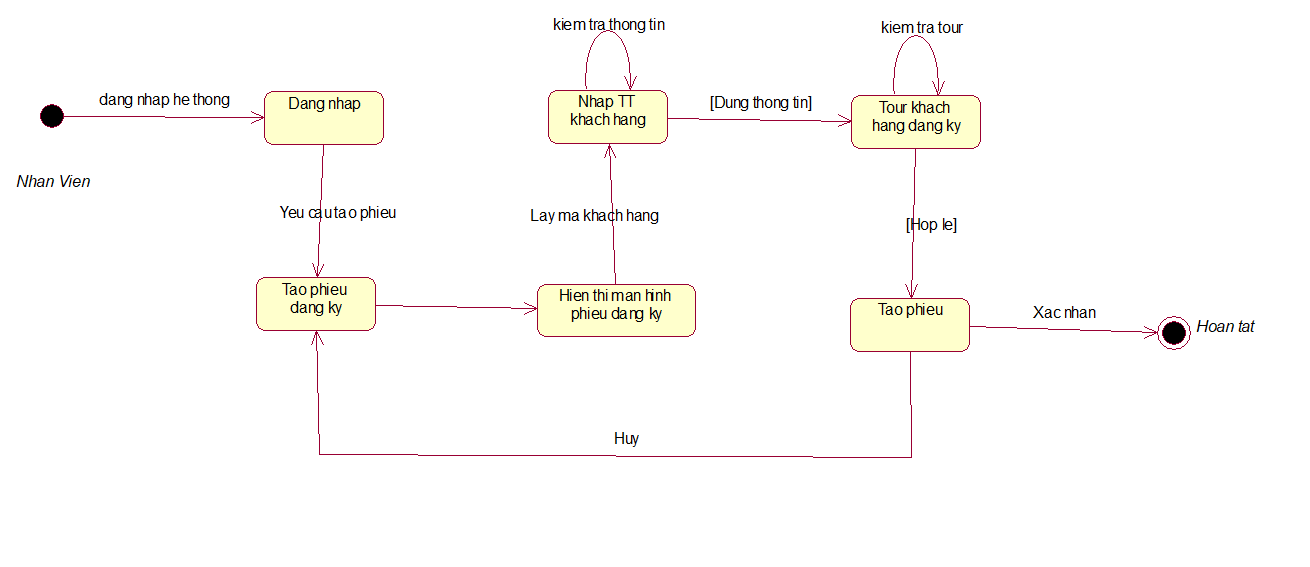 kiem tra thong tin
kiem tra tour
dang nhap he thong
Dang nhap
Nhap TT
khach hang
[Dung thong tin]
Tour khach
hang dang ky
Nhan Vien
Yeu cau tao phieu
Lay ma khach hang
[Hop le]
Tao phieu
dang ky
Hien thi man hinh
phieu dang ky
Tao phieu
Xac nhan
Hoan tat
Huy